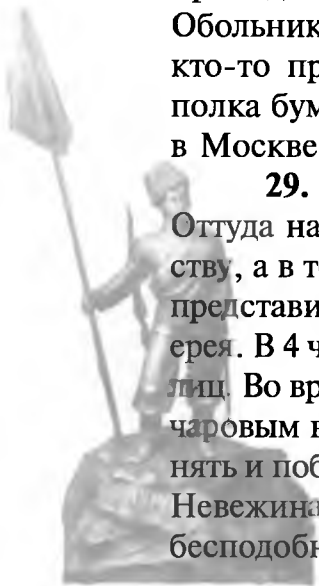 Обольник
кто-то пр
полка бум
в Москве
29.
Оттуда на
ству, а в т
представи
ерея. В 4 ч
лиц. Во вр
чаровым н
нять и поб
Невежина
бесподобн